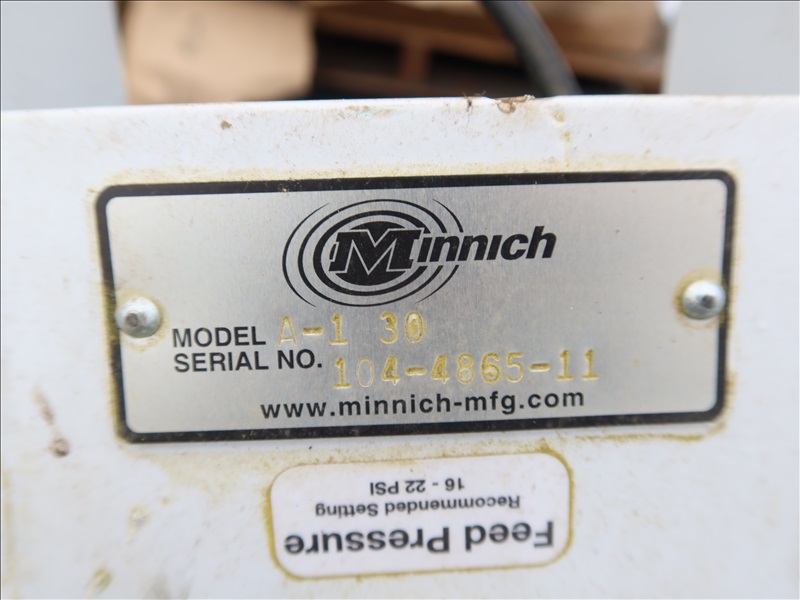 Minnich
MODEL A-1 30
SERIAL NO. 104-4865-11
www.minnich-mfg.com
Feed Pressure
Recommended Setting
16 - 22 PSI